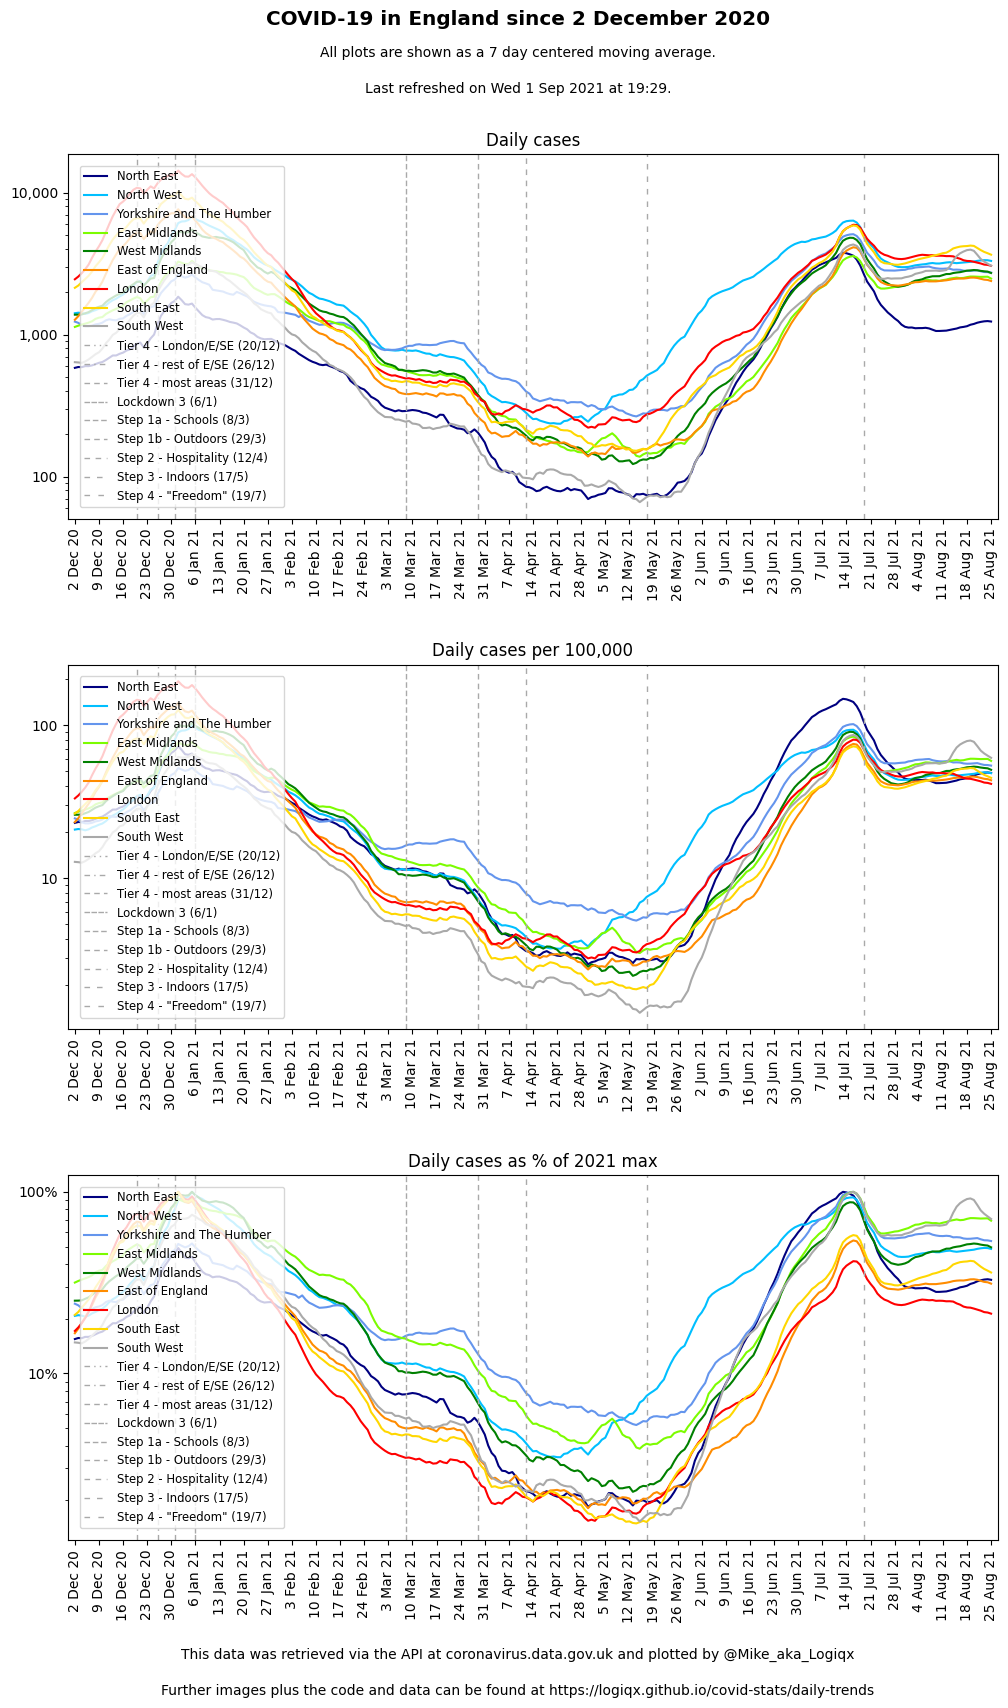 COVID-19 in England since 2 December 2020
All plots are shown as a 7 day centered moving average.
Last refreshed on Wed 1 Sep 2021 at 19:29.
Daily cases
10,000
1,000
100
North East
North West
Yorkshire and The Humber
East Midlands
West Midlands
East of England
London
South East
South West
Tier 4 - London/E/SE (20/12)
Tier 4 - rest of E/SE (26/12)
Tier 4 - most areas (31/12)
Lockdown 3 (6/1)
Step 1a - Schools (8/3)
Step 1b - Outdoors (29/3)
Step 2 - Hospitality (12/4)
Step 3 - Indoors (17/5)
Step 4 - "Freedom" (19/7)
2 Dec 20
9 Dec 20
16 Dec 20
23 Dec 20
30 Dec 20
6 Jan 21
13 Jan 21
20 Jan 21
27 Jan 21
3 Feb 21
10 Feb 21
17 Feb 21
24 Feb 21
3 Mar 21
10 Mar 21
17 Mar 21
24 Mar 21
31 Mar 21
7 Apr 21
14 Apr 21
21 Apr 21
28 Apr 21
5 May 21
12 May 21
19 May 21
26 May 21
2 Jun 21
9 Jun 21
16 Jun 21
23 Jun 21
30 Jun 21
7 Jul 21
14 Jul 21
21 Jul 21
28 Jul 21
4 Aug 21
11 Aug 21
18 Aug 21
25 Aug 21
Daily cases per 100,000
100
10
North East
North West
Yorkshire and The Humber
East Midlands
West Midlands
East of England
London
South East
South West
Tier 4 - London/E/SE (20/12)
Tier 4 - rest of E/SE (26/12)
Tier 4 - most areas (31/12)
Lockdown 3 (6/1)
Step 1a - Schools (8/3)
Step 1b - Outdoors (29/3)
Step 2 - Hospitality (12/4)
Step 3 - Indoors (17/5)
Step 4 - "Freedom" (19/7)
2 Dec 20
9 Dec 20
16 Dec 20
23 Dec 20
30 Dec 20
6 Jan 21
13 Jan 21
20 Jan 21
27 Jan 21
3 Feb 21
10 Feb 21
17 Feb 21
24 Feb 21
3 Mar 21
10 Mar 21
17 Mar 21
24 Mar 21
31 Mar 21
7 Apr 21
14 Apr 21
21 Apr 21
28 Apr 21
5 May 21
12 May 21
19 May 21
26 May 21
2 Jun 21
9 Jun 21
16 Jun 21
23 Jun 21
30 Jun 21
7 Jul 21
14 Jul 21
21 Jul 21
28 Jul 21
4 Aug 21
11 Aug 21
18 Aug 21
25 Aug 21
Daily cases as % of 2021 max
100%
10%
North East
North West
Yorkshire and The Humber
East Midlands
West Midlands
East of England
London
South East
South West
Tier 4 - London/E/SE (20/12)
Tier 4 - rest of E/SE (26/12)
Tier 4 - most areas (31/12)
Lockdown 3 (6/1)
Step 1a - Schools (8/3)
Step 1b - Outdoors (29/3)
Step 2 - Hospitality (12/4)
Step 3 - Indoors (17/5)
Step 4 - "Freedom" (19/7)
2 Dec 20
9 Dec 20
16 Dec 20
23 Dec 20
30 Dec 20
6 Jan 21
13 Jan 21
20 Jan 21
27 Jan 21
3 Feb 21
10 Feb 21
17 Feb 21
24 Feb 21
3 Mar 21
10 Mar 21
17 Mar 21
24 Mar 21
31 Mar 21
7 Apr 21
14 Apr 21
21 Apr 21
28 Apr 21
5 May 21
12 May 21
19 May 21
26 May 21
2 Jun 21
9 Jun 21
16 Jun 21
23 Jun 21
30 Jun 21
7 Jul 21
14 Jul 21
21 Jul 21
28 Jul 21
4 Aug 21
11 Aug 21
18 Aug 21
25 Aug 21
This data was retrieved via the API at coronavirus.data.gov.uk and plotted by @Mike_aka_Logiqx
Further images plus the code and data can be found at https://logiqx.github.io/covid-stats/daily-trends